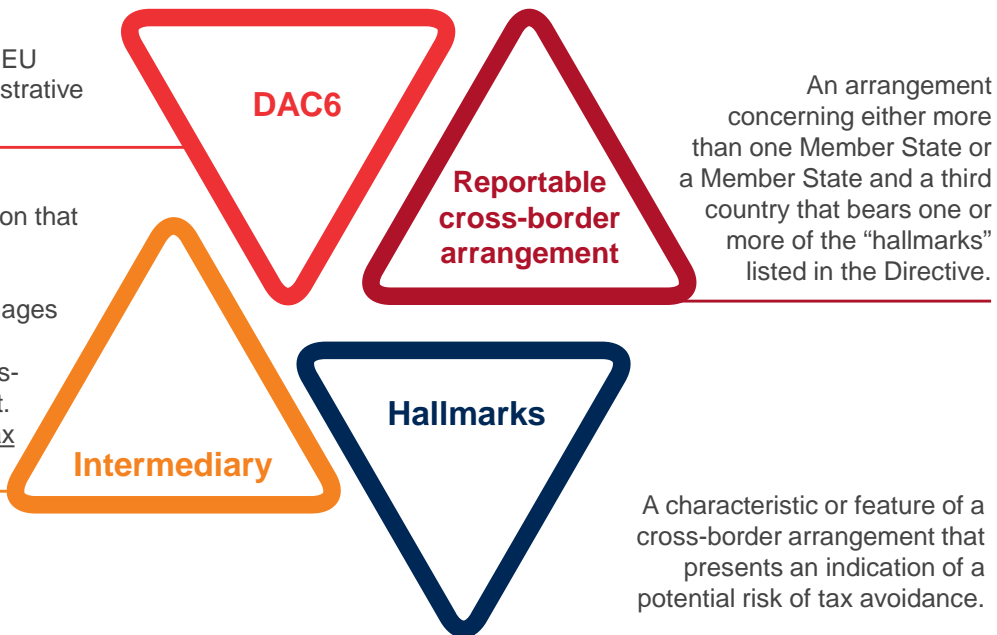 EU
DAC6
Reportable
cross-border
arrangement
An arrangement
concerning either more
than one Member State or
a Member State and a third
country that bears one or
more of the “hallmarks”
listed in the Directive.
Intermediary
Hallmarks
A characteristic or feature of a
cross-border arrangement that
presents an indication of a
potential risk of tax avoidance.
strative
on that
ages
s-
t.
ax